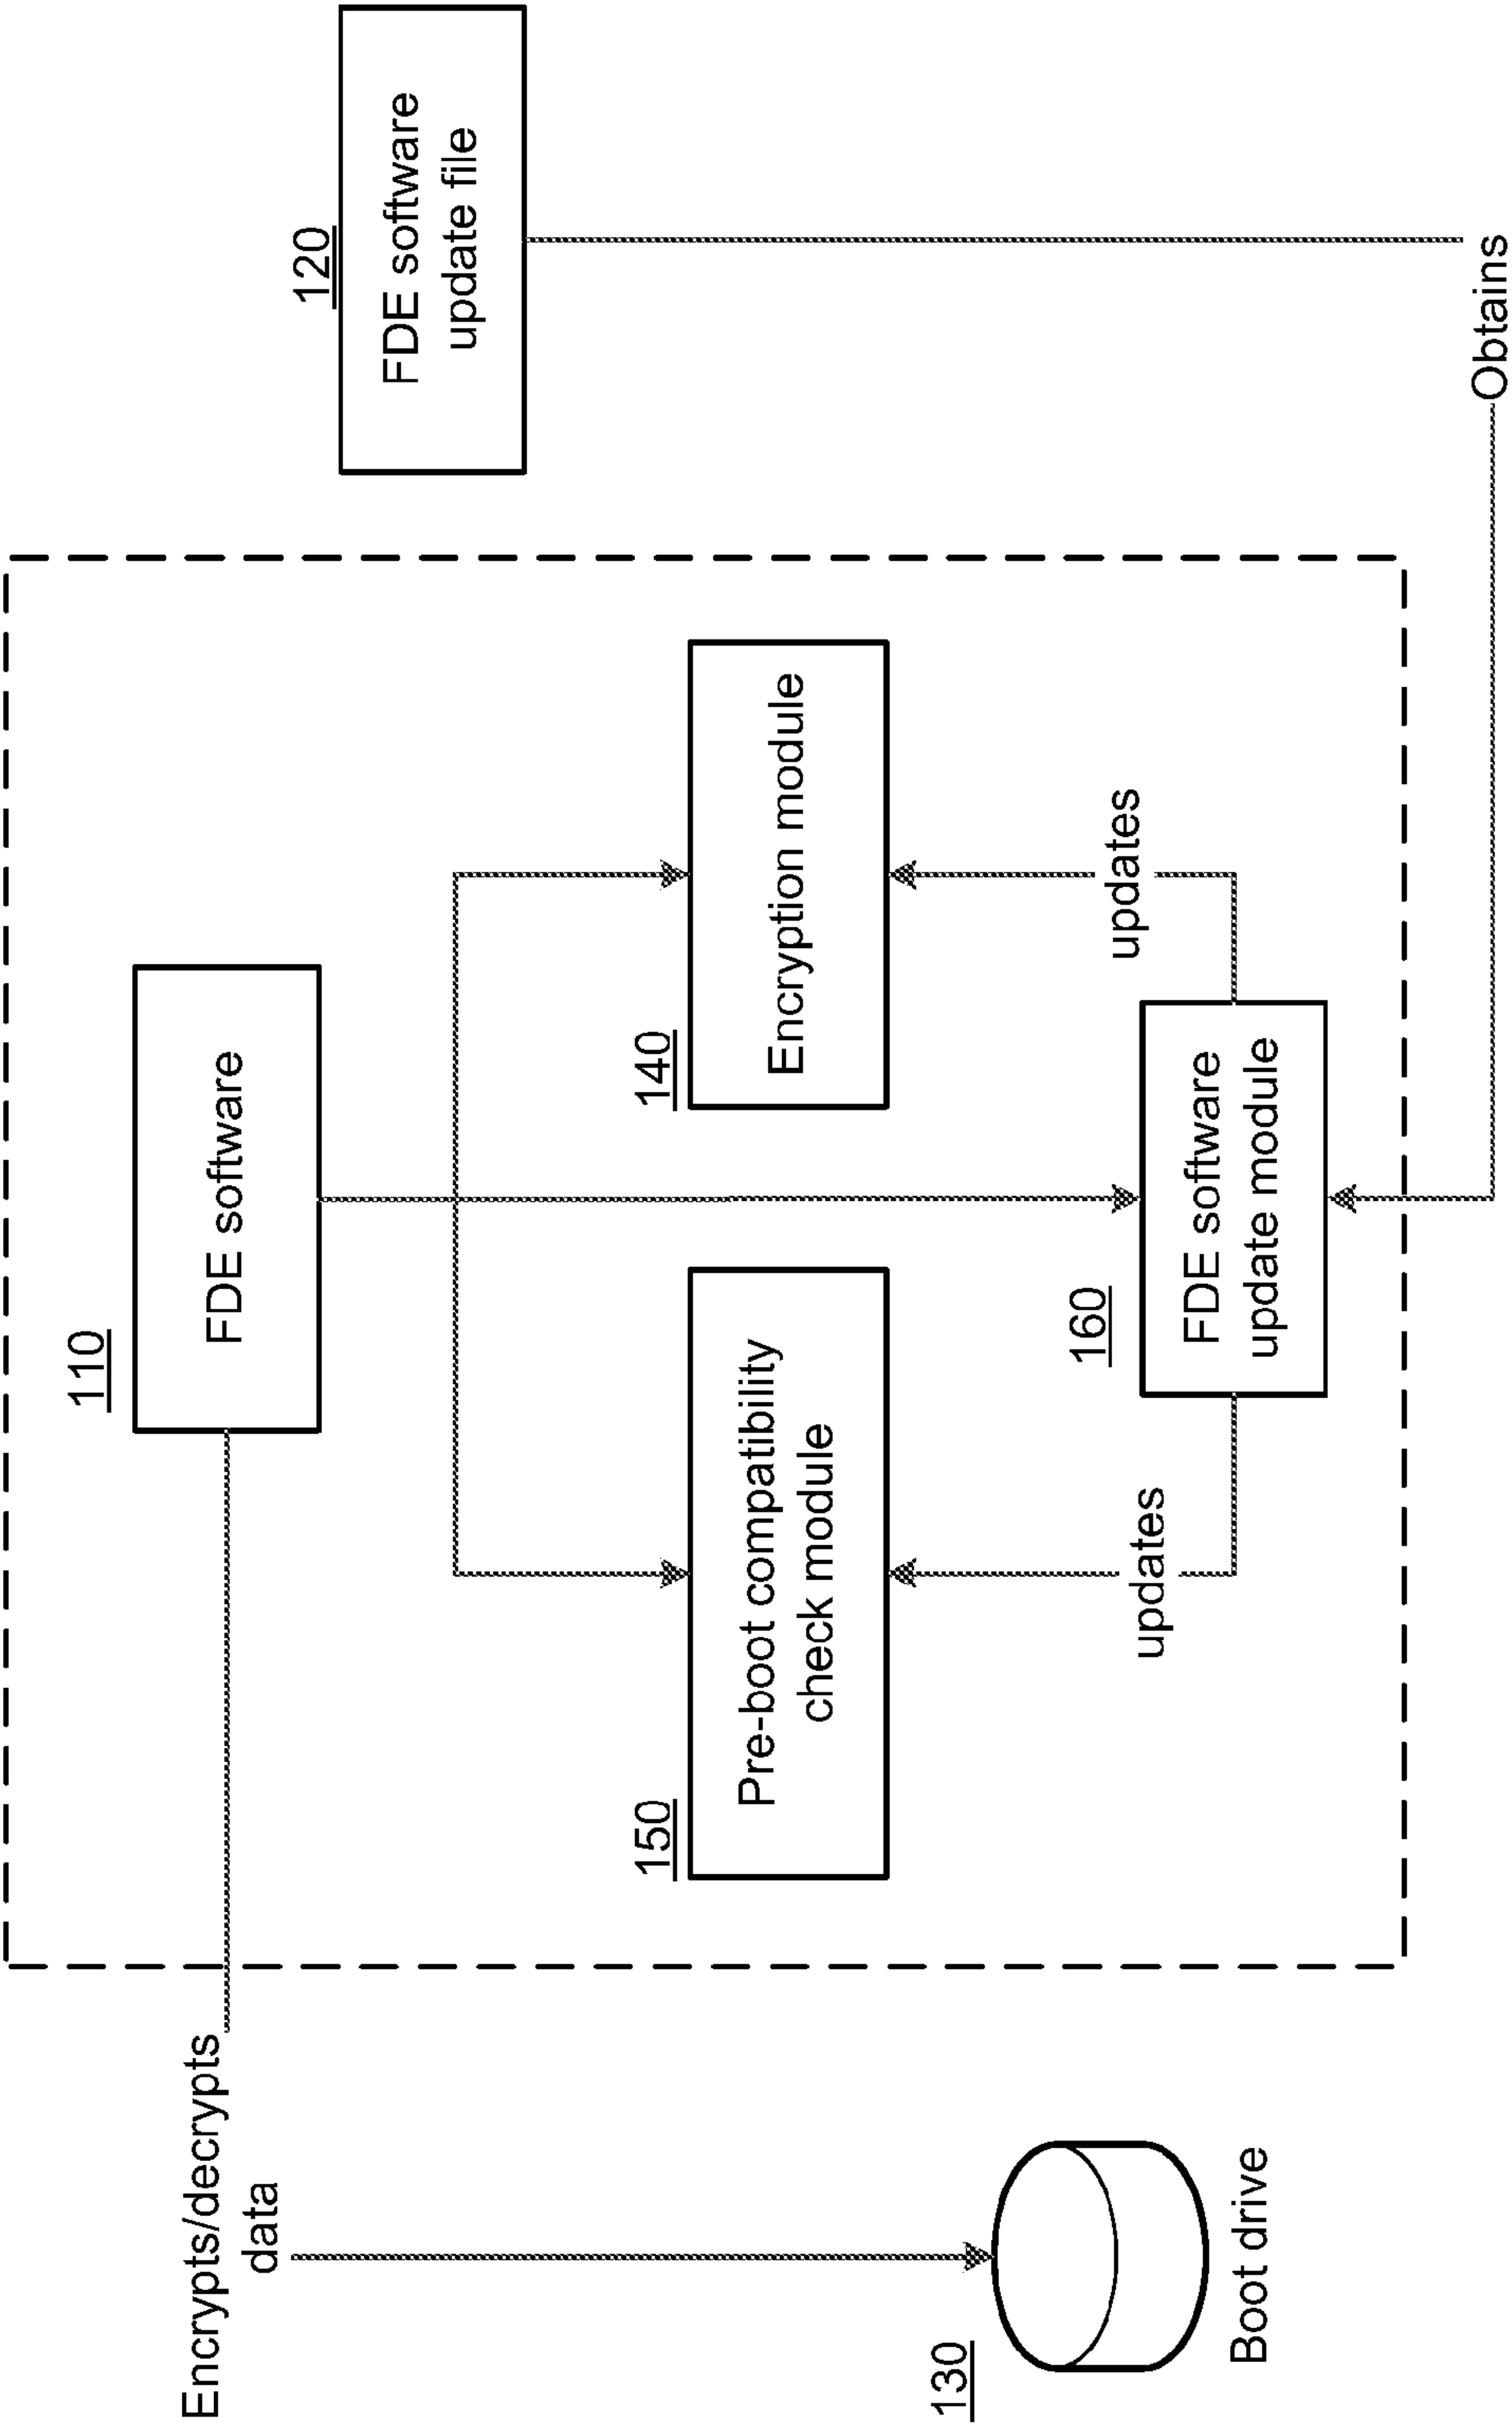 Encrypts/decrypts
data
110
FDE software
120
FDE software
update file
150
Pre-boot compatibility
check module
140
Encryption module
130
Boot drive
updates
160
FDE software
update module
updates
Obtains